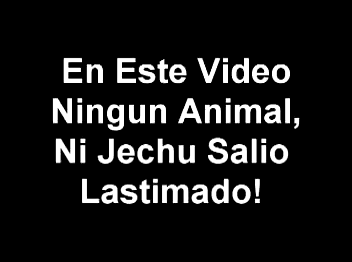 En Este Video
Ningun Animal,
Ni Jechu Salio
Lastimado!